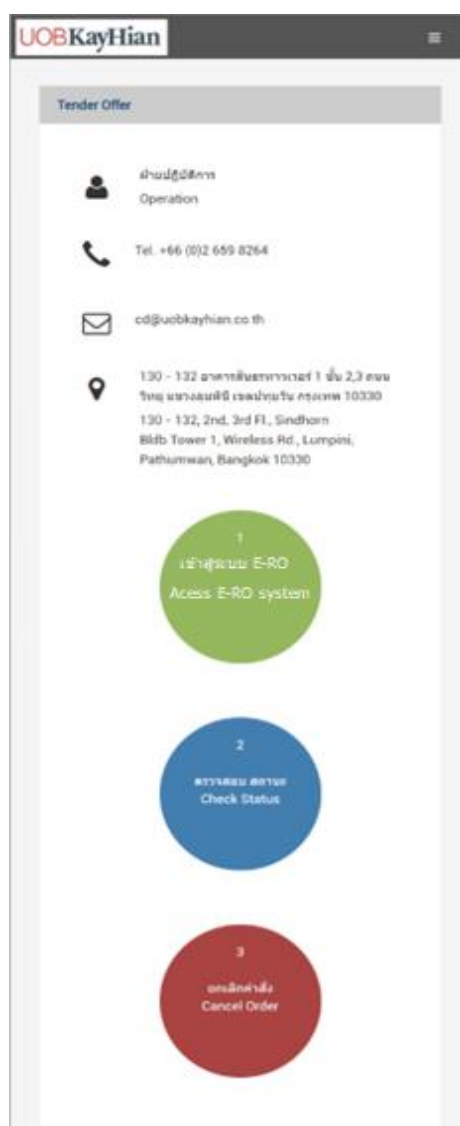 UOBKayHian
Tender Offer
ฝ่ายปฏิบัติการ
Operation
Tel. +66 (0)2 659 8264
cd@uobkayhian.co.th
130 - 132 อาคารสินธรทาวเวอร์ 1 ชั้น 2,3 ถนน
วิทยุ แขวงลุมพินี เขตปทุมวัน กรุงเทพ 10330
130 - 132, 2nd, 3rd Fl., Sindhorn
Bldb Tower 1, Wireless Rd., Lumpini,
Pathumwan, Bangkok 10330
1
เข้าสู่ระบบ E-RO
Acess E-RO system
2
ตรวจสอบ สถานะ
Check Status
3
ยกเลิกคำสั่ง
Cancel Order